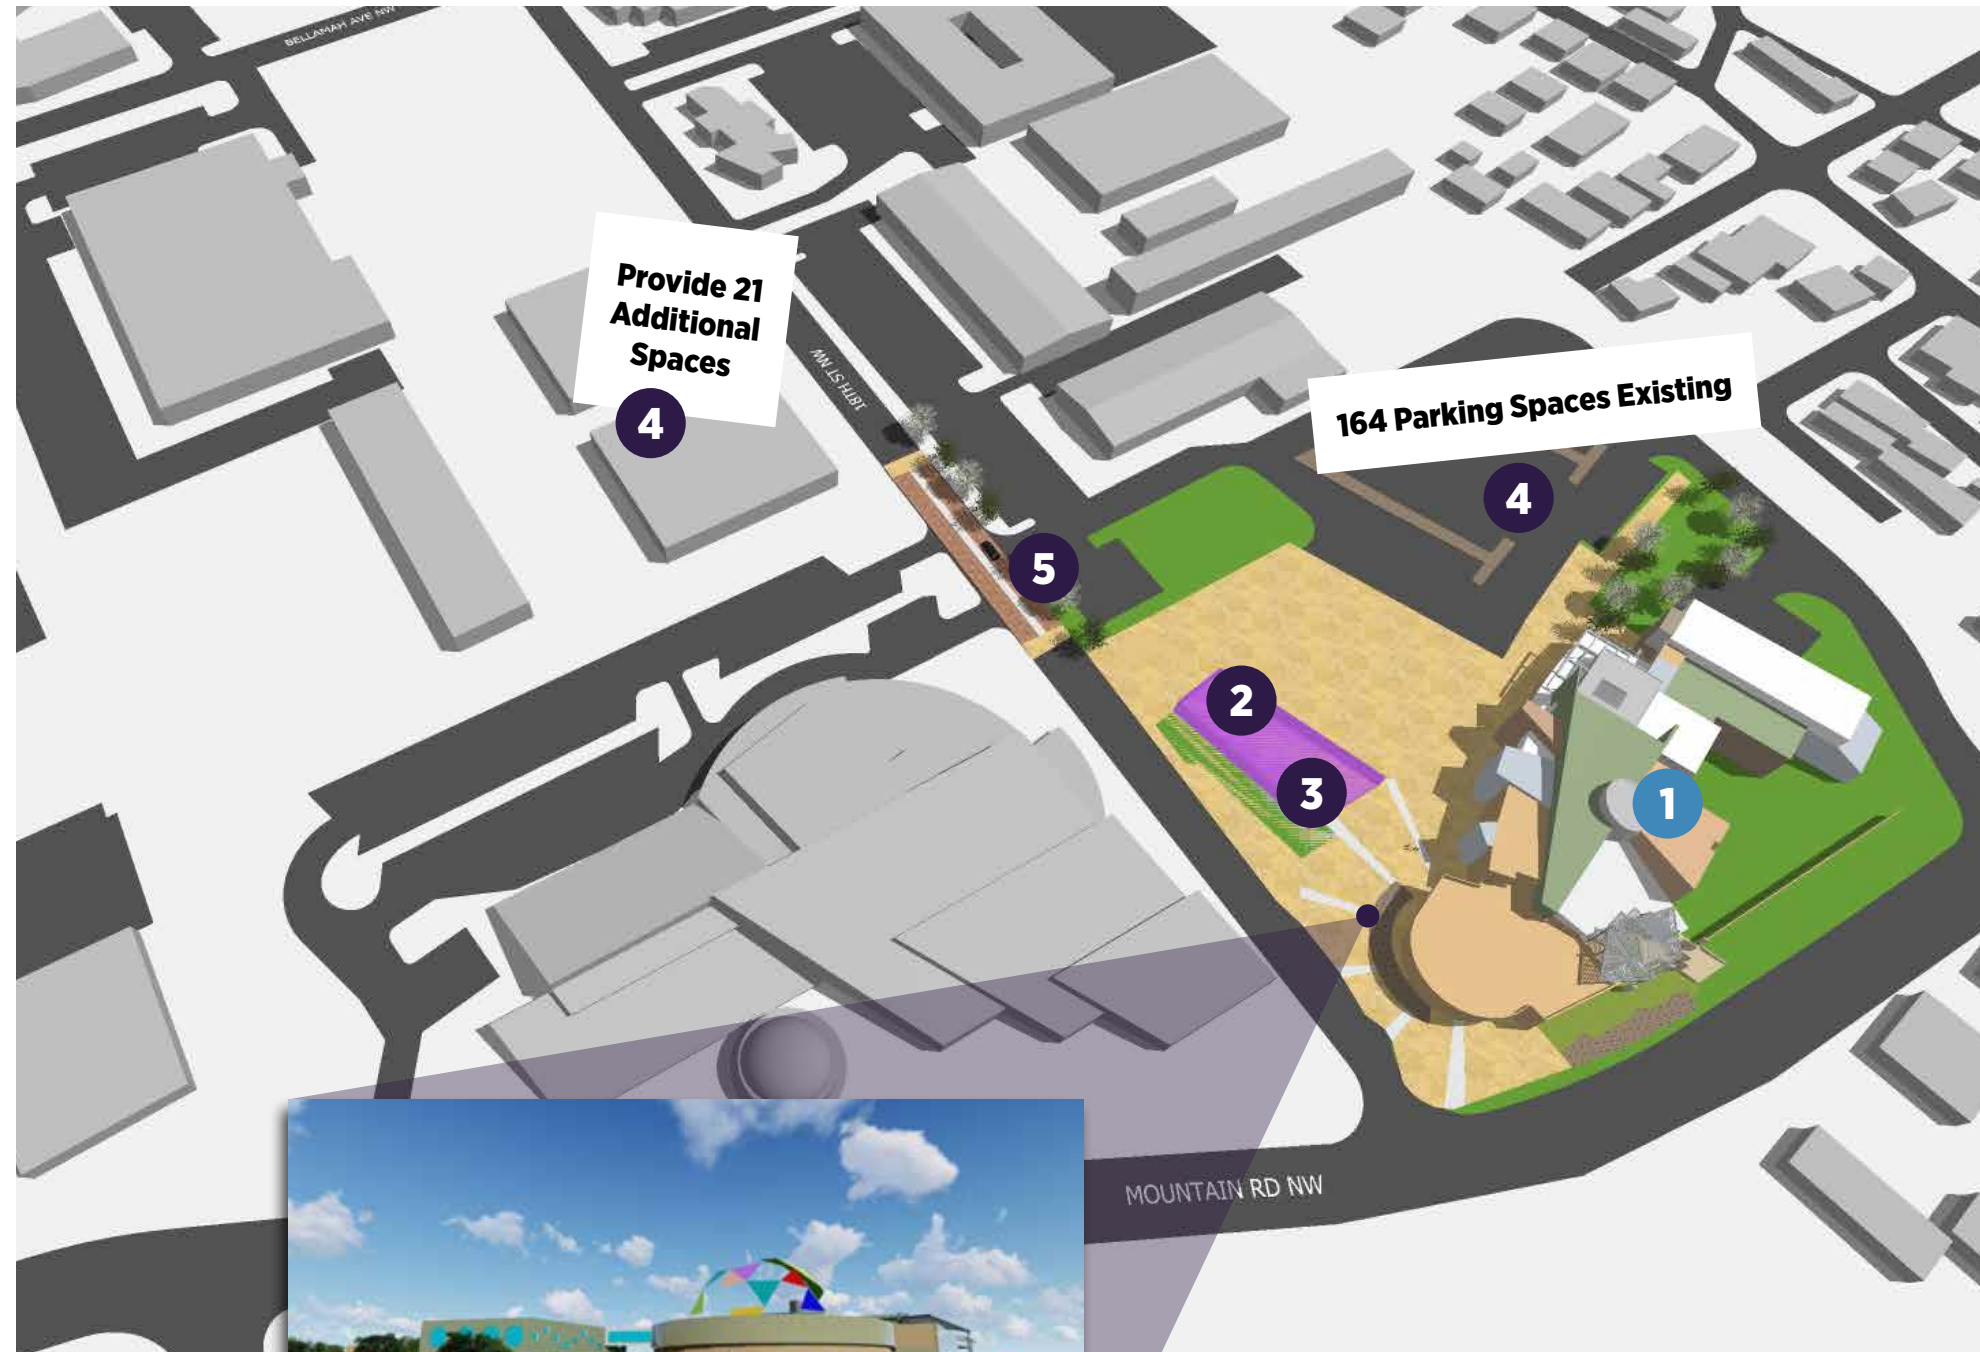 BELLAMAH AVE NW
Provide 21
Additional
Spaces
4
18TH ST NW
164 Parking Spaces Existing
4
5
2
3
1
MOUNTAIN RD NW